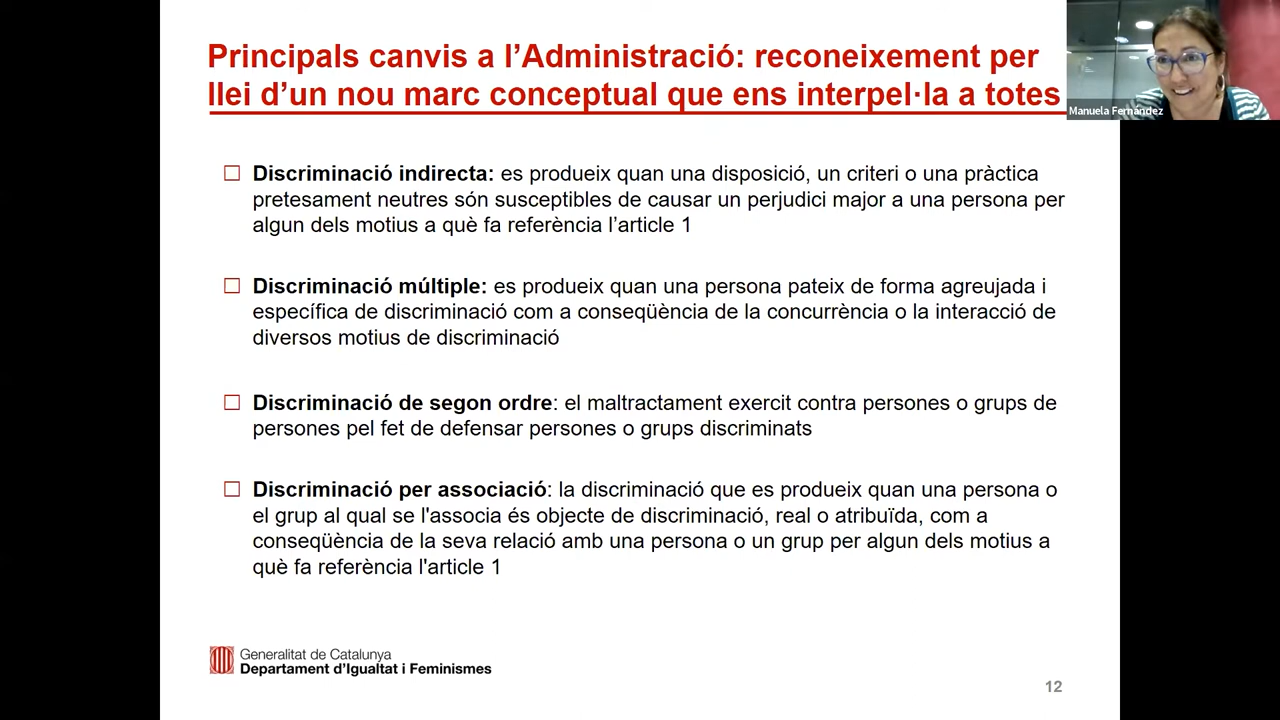 Principals canvis a l’Administració: reconeixement per
llei d’un nou marc conceptual que ens interpel·la a totes
Manuela Fernández
Discriminació indirecta: es produeix quan una disposició, un criteri o una pràctica
pretesament neutres són susceptibles de causar un perjudici major a una persona per
algun dels motius a què fa referència l’article 1
Discriminació múltiple: es produeix quan una persona pateix de forma agreujada i
específica de discriminació com a conseqüència de la concurrència o la interacció de
diversos motius de discriminació
Discriminació de segon ordre: el maltractament exercit contra persones o grups de
persones pel fet de defensar persones o grups discriminats
Discriminació per associació: la discriminació que es produeix quan una persona o
el grup al qual se l'associa és objecte de discriminació, real o atribuïda, com a
conseqüència de la seva relació amb una persona o un grup per algun dels motius a
què fa referència l'article 1
Generalitat de Catalunya
Departament d’Igualtat i Feminismes
12